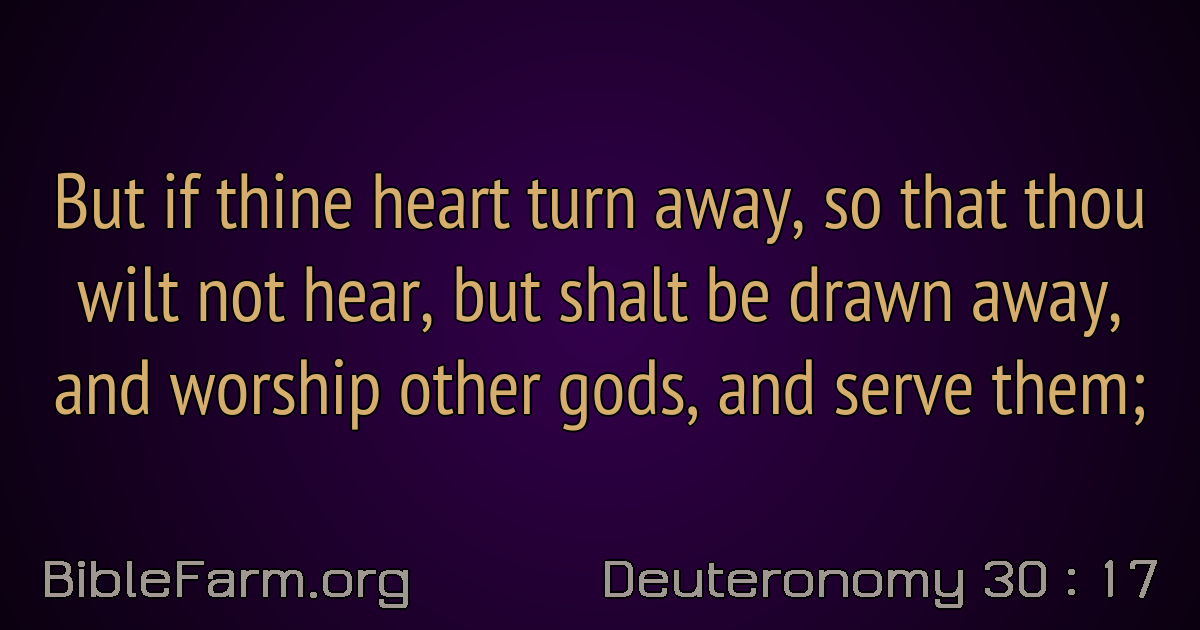 But if thine heart turn away, so that thou
wilt not hear, but shalt be drawn away,
and worship other gods, and serve them;
BibleFarm.org
Deuteronomy 30 : 17